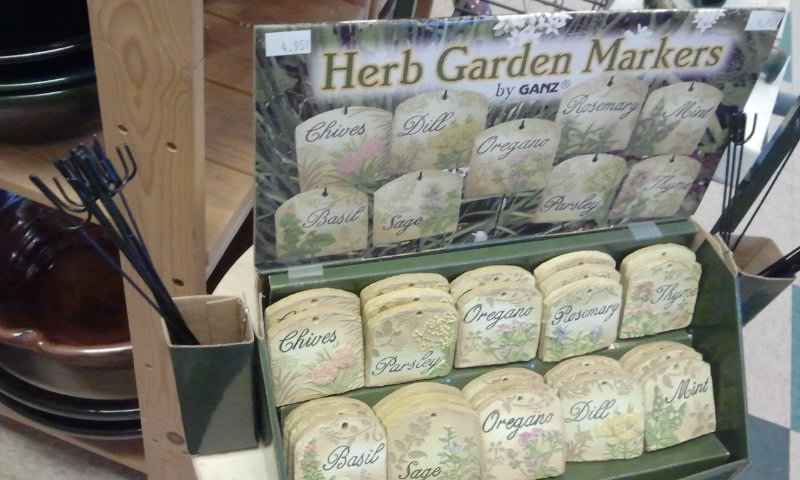 4.95
Herb Garden Markers
by GANZ®
Chives
Dill
Oregano
Rosemary
Mint
Basil
Sage
Parsley
Thyme
Chives
Parsley
Oregano
Rosemary
Thyme
Basil
Sage
Oregano
Dill
Mint